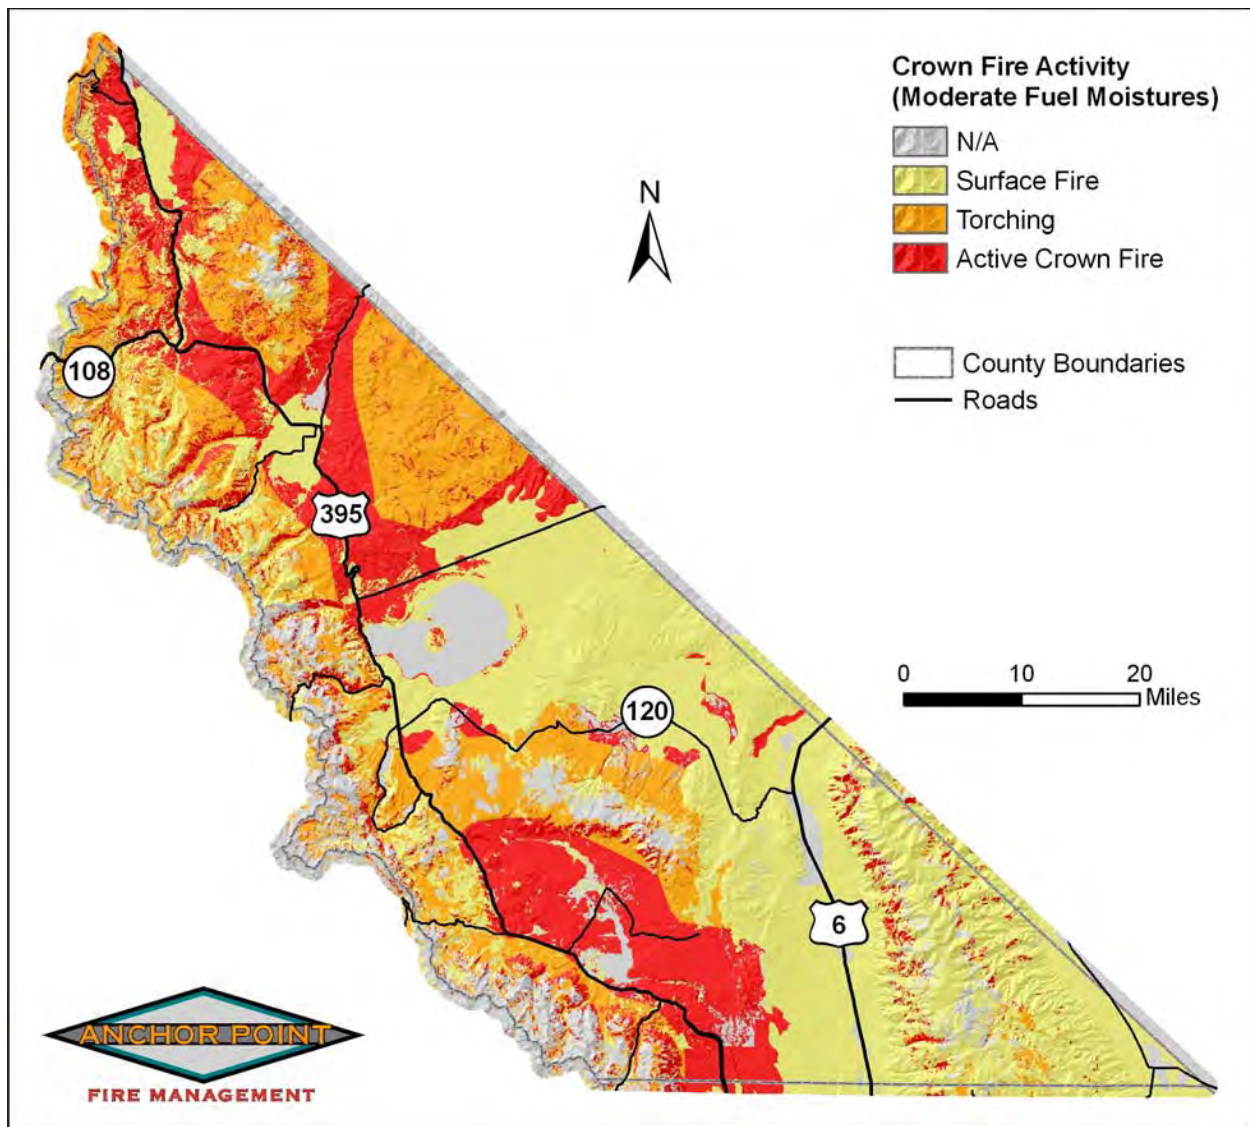 Crown Fire Activity
(Moderate Fuel Moistures)
N/A
Surface Fire
Torching
Active Crown Fire
N
County Boundaries
Roads
108
395
0 10 20
Miles
120
6
ANCHOR POINT
FIRE MANAGEMENT